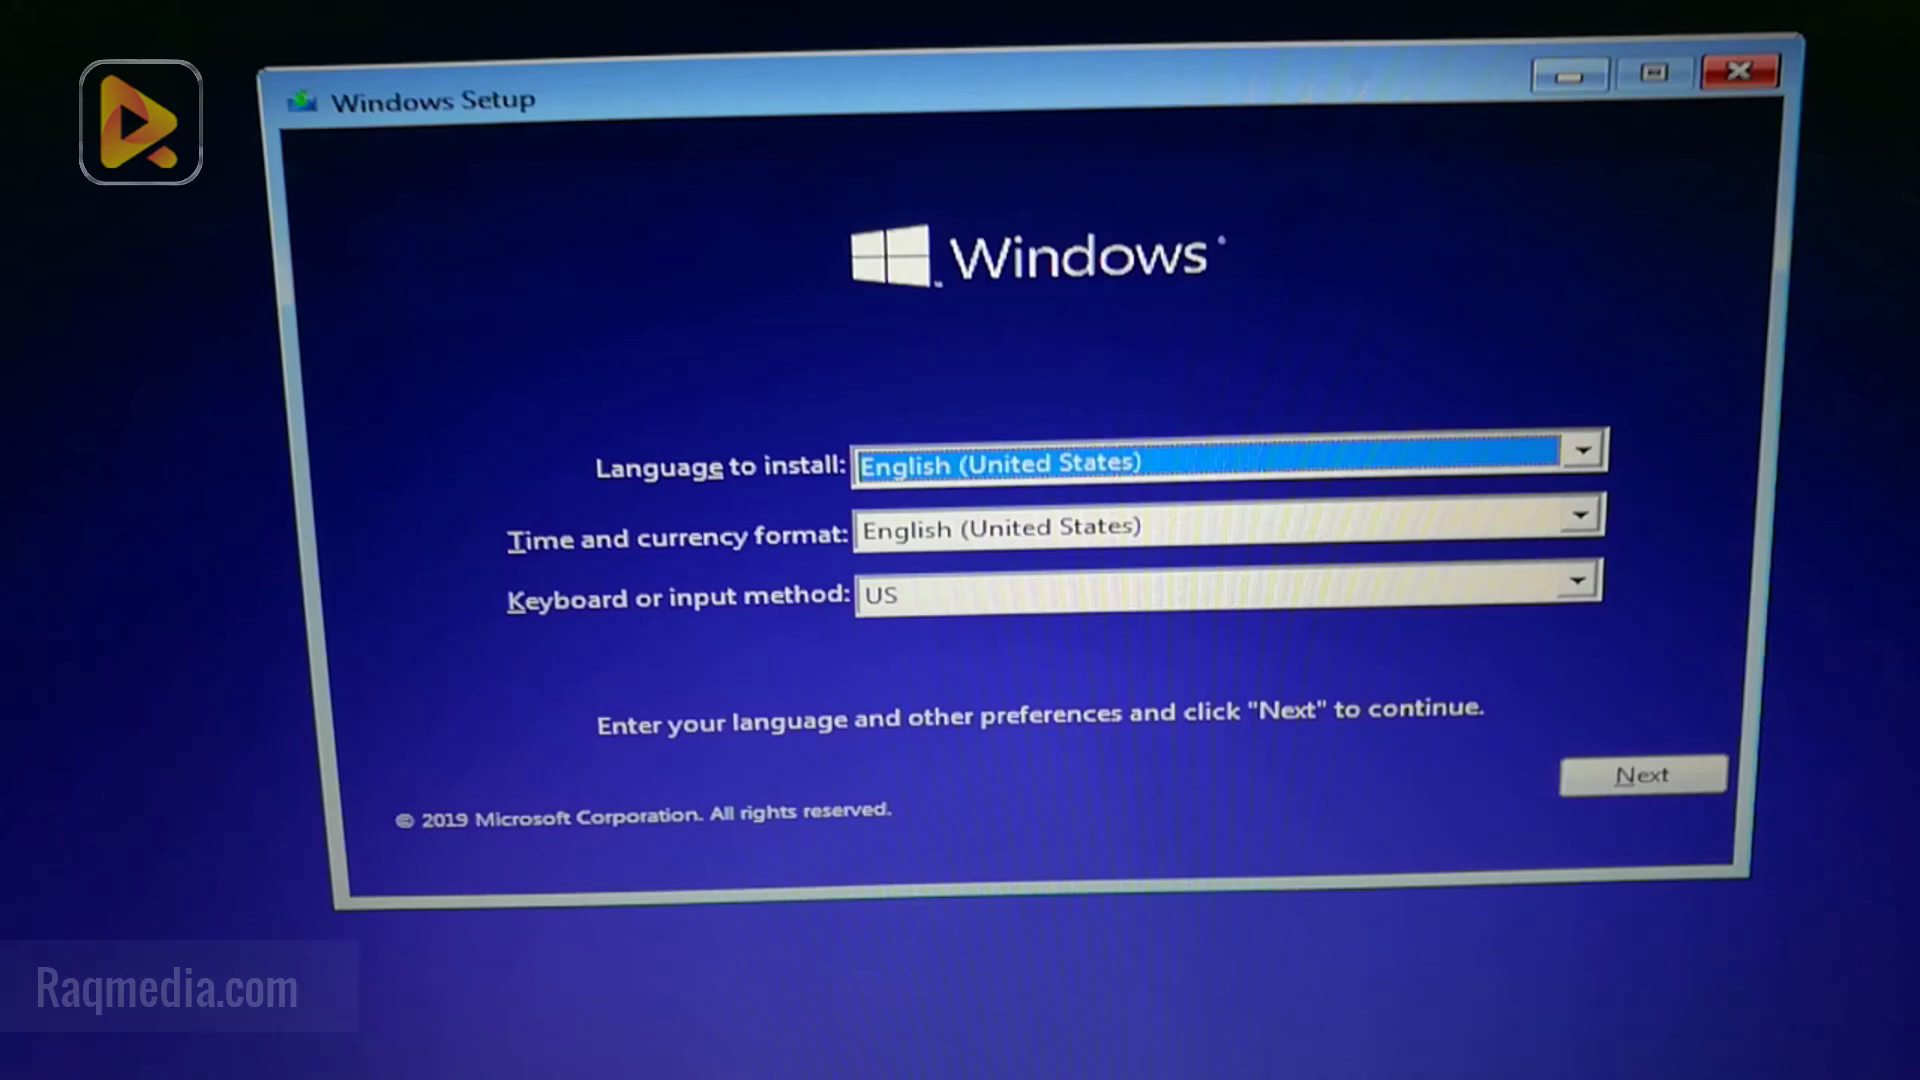 Windows Setup
Windows
Language to install: English (United States)
Time and currency format: English (United States)
Keyboard or input method: US
Enter your language and other preferences and click "Next" to continue.
Next
© 2019 Microsoft Corporation. All rights reserved.
Raqmedia.com